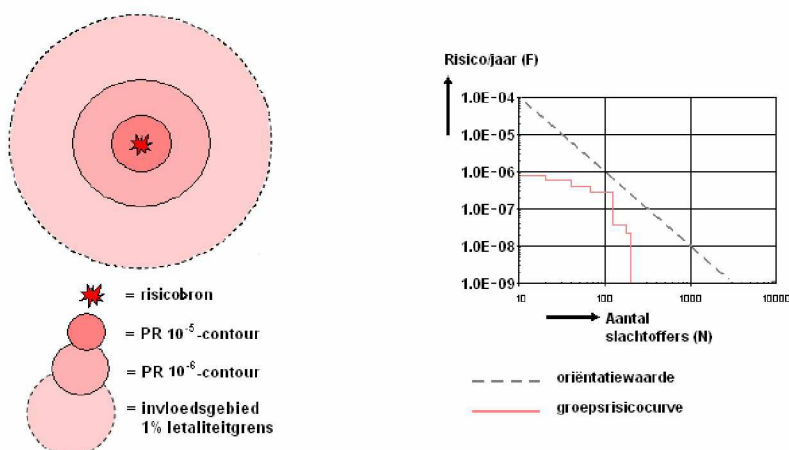 = risicobron
= PR 10⁻⁵-contour
= PR 10⁻⁶-contour
= invloedsgebied
1% letaliteitgrens
Risico/jaar (F)
1.0E-04
1.0E-05
1.0E-06
1.0E-07
1.0E-08
1.0E-09
10 100 1000 10000
Aantal
slachtoffers (N)
oriëntatiewaarde
groepsrisicocurve